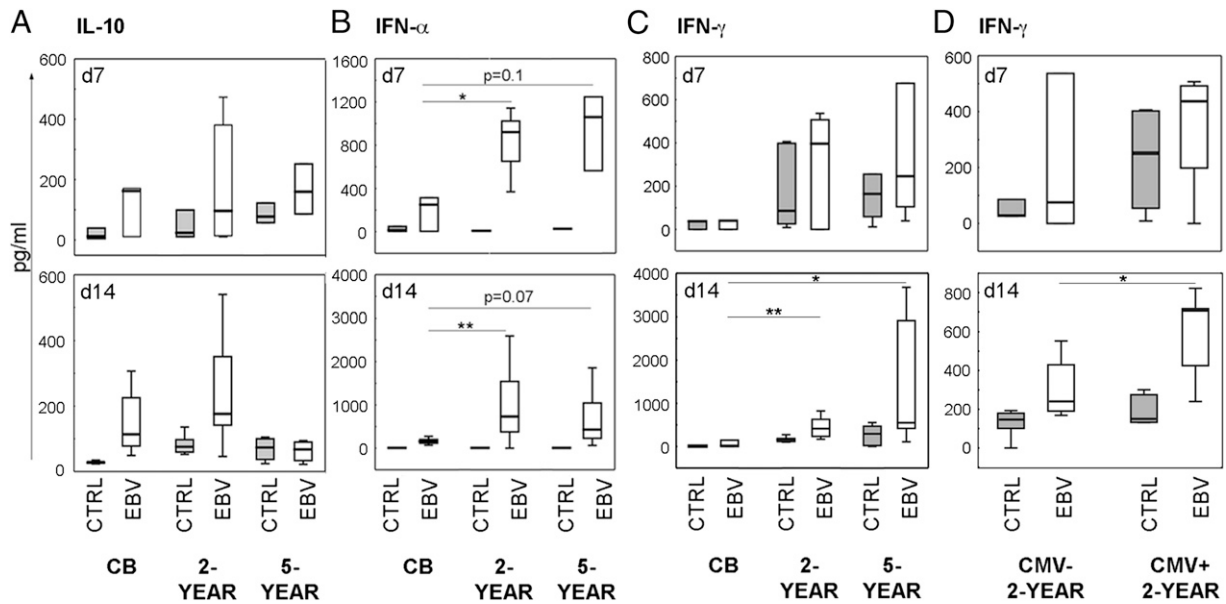 A IL-10
B IFN-α
C IFN-γ
D IFN-γ
pg/ml
d7
600
400
200
0
d7
1600
1200
800
400
0
p=0.1
*
d7
800
600
400
200
0
d7
600
400
200
0
d14
600
400
200
0
d14
4000
3000
2000
1000
0
p=0.07
**
d14
4000
3000
2000
1000
0
*
**
d14
800
600
400
200
0
*
CTRL EBV CTRL EBV CTRL EBV
CB 2- 5-
YEAR YEAR
CTRL EBV CTRL EBV CTRL EBV
CB 2- 5-
YEAR YEAR
CTRL EBV CTRL EBV CTRL EBV
CB 2- 5-
YEAR YEAR
CTRL EBV CTRL EBV
CMV- CMV+
2-YEAR 2-YEAR